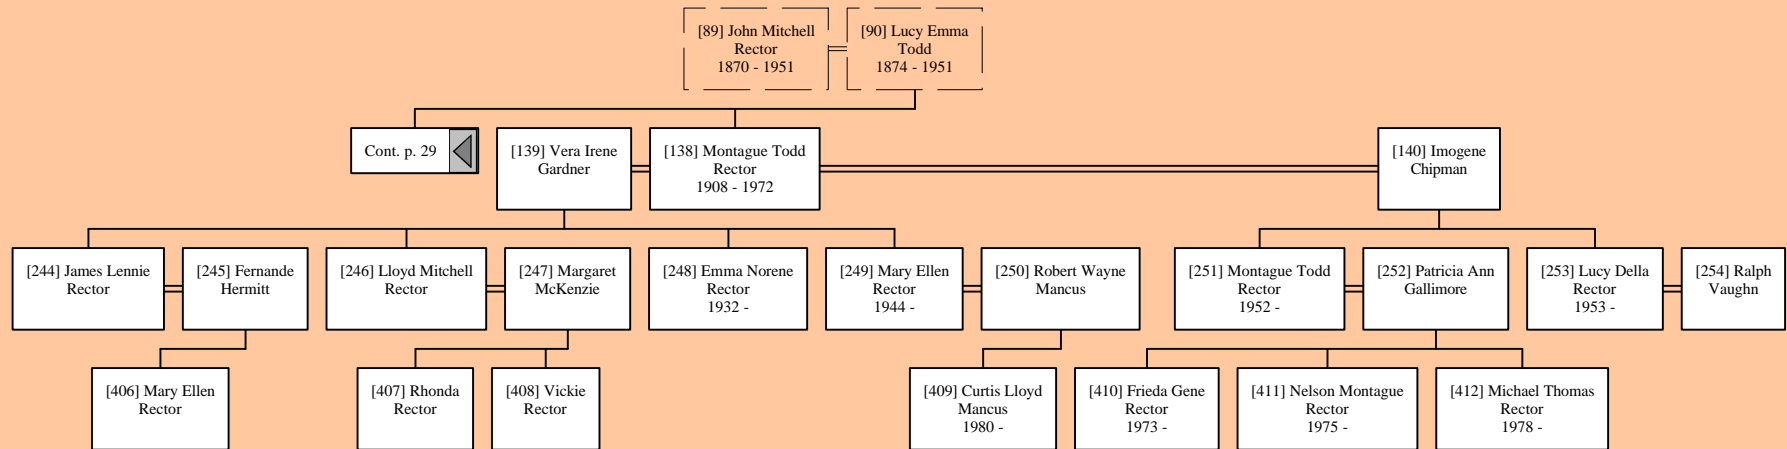 [89] John Mitchell
Rector
1870 - 1951
[90] Lucy Emma
Todd
1874 - 1951
Cont. p. 29
[139] Vera Irene
Gardner
[138] Montague Todd
Rector
1908 - 1972
[140] Imogene
Chipman
[244] James Lennie
Rector
[245] Fernande
Hermitt
[246] Lloyd Mitchell
Rector
[247] Margaret
McKenzie
[248] Emma Norene
Rector
1932 -
[249] Mary Ellen
Rector
1944 -
[250] Robert Wayne
Mancus
[251] Montague Todd
Rector
1952 -
[252] Patricia Ann
Gallimore
[253] Lucy Della
Rector
1953 -
[254] Ralph
Vaughn
[406] Mary Ellen
Rector
[407] Rhonda
Rector
[408] Vickie
Rector
[409] Curtis Lloyd
Mancus
1980 -
[410] Frieda Gene
Rector
1973 -
[411] Nelson Montague
Rector
1975 -
[412] Michael Thomas
Rector
1978 -